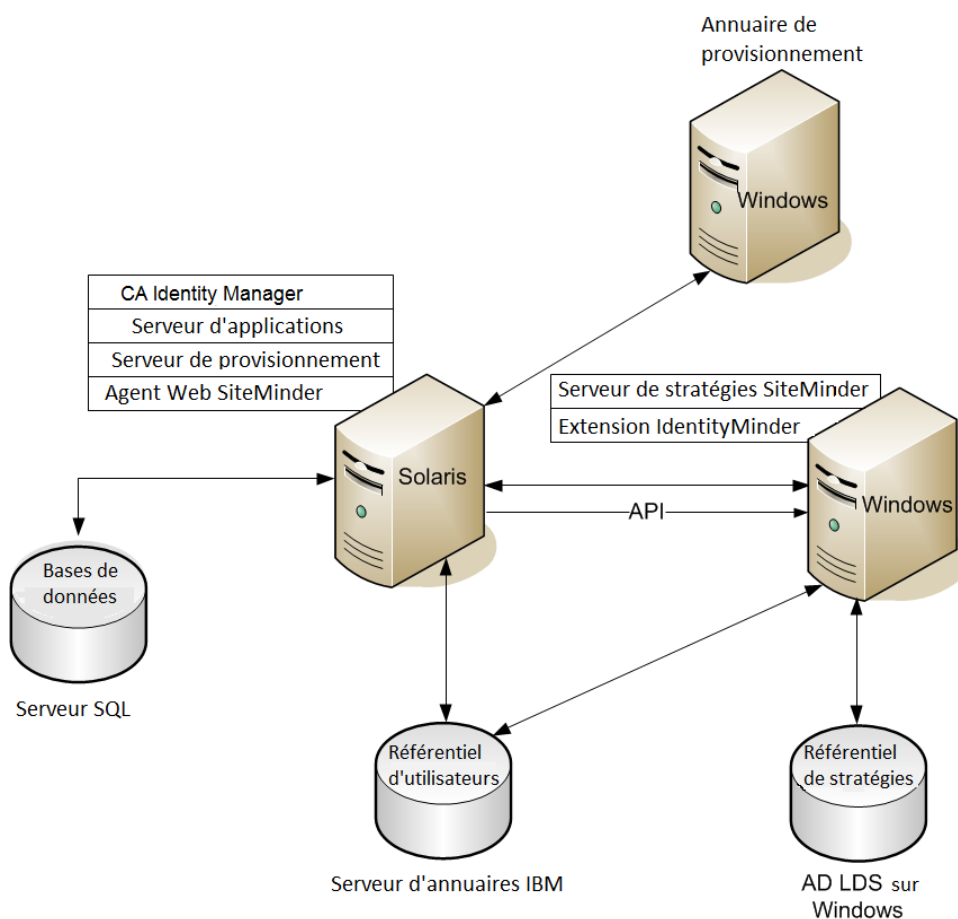 Annuaire de
provisionnement
Windows
CA Identity Manager
Serveur d'applications
Serveur de provisionnement
Agent Web SiteMinder
Serveur de stratégies SiteMinder
Extension IdentityMinder
Solaris
API
Windows
Bases de
données
Serveur SQL
Référentiel
d'utilisateurs
Serveur d'annuaires IBM
Référentiel
de stratégies
AD LDS sur
Windows